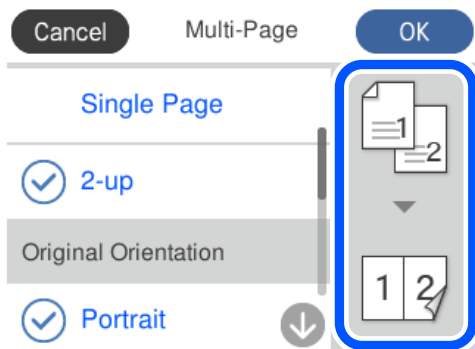 Cancel Multi-Page OK
Single Page
2-up
Original Orientation
Portrait
1
2
1 2